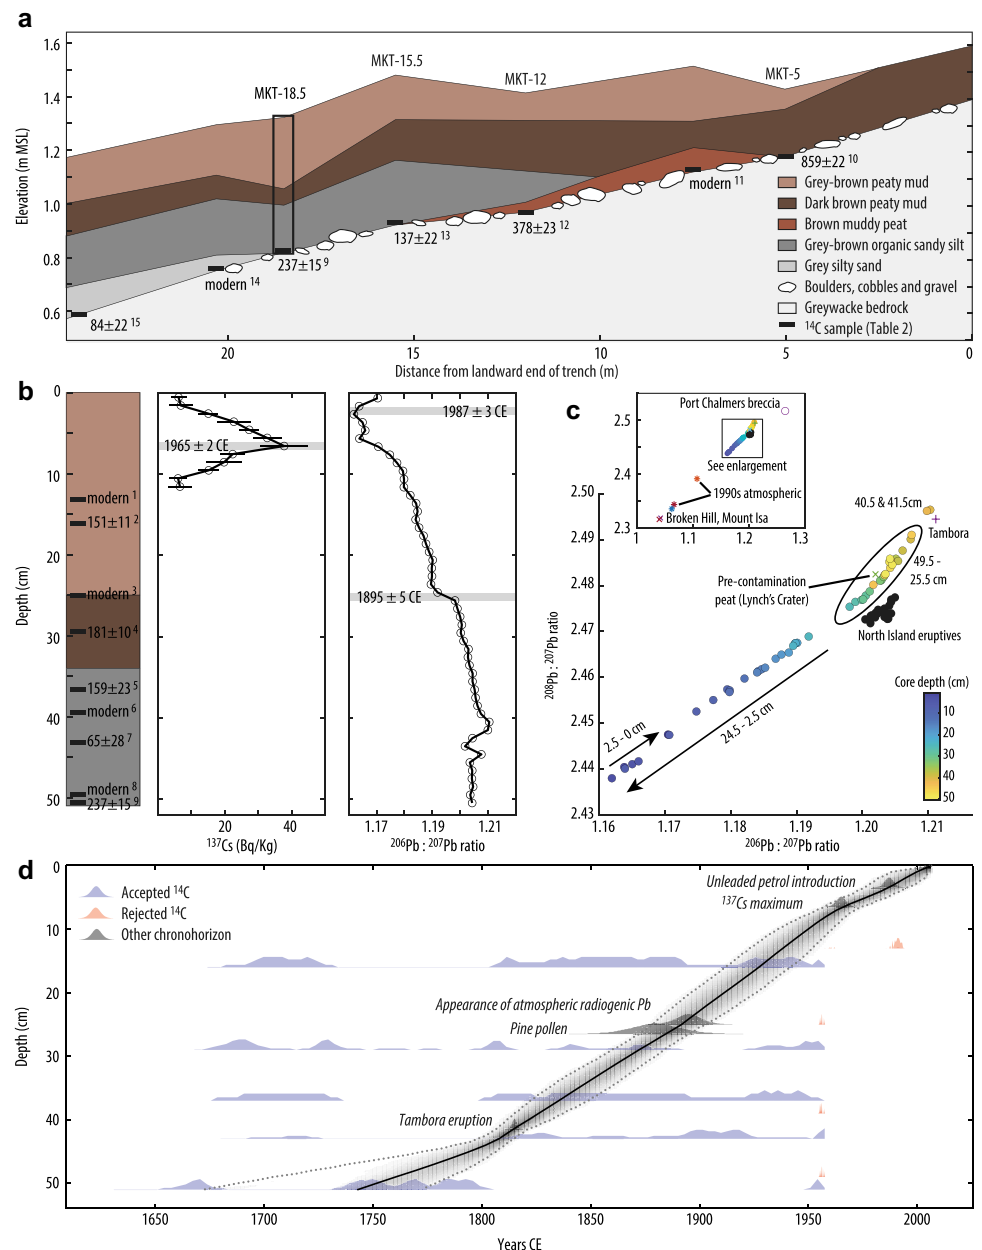 a
1.6
1.4
1.2
1.0
0.8
0.6
Elevation (m MSL)
MKT-18.5
MKT-15.5
MKT-12
MKT-5
859±22 10
modern 11
378±23 12
137±22 13
237±15 9
modern 14
84±22 15
Grey-brown peaty mud
Dark brown peaty mud
Brown muddy peat
Grey-brown organic sandy silt
Grey silty sand
Boulders, cobbles and gravel
Greywacke bedrock
14C sample (Table 2)
20
15
10
5
0
Distance from landward end of trench (m)
b
0
10
20
30
40
50
Depth (cm)
modern 1
151±11 2
modern 3
181±10 4
159±23 5
modern 6
65±28 7
modern 8
237±15 9
1965 ± 2 CE
20
40
137Cs (Bq/Kg)
1987 ± 3 CE
1895 ± 5 CE
1.17
1.19
1.21
206Pb : 207Pb ratio
c
2.5
2.4
2.3
1
1.1
1.2
1.3
Port Chalmers breccia
See enlargement
1990s atmospheric
Broken Hill, Mount Isa
2.50
2.49
2.48
2.47
2.46
2.45
2.44
2.43
208Pb : 207Pb ratio
40.5 & 41.5cm
Tambora
49.5 -
25.5 cm
Pre-contamination
peat (Lynch's Crater)
North Island eruptives
24.5 - 2.5 cm
2.5 - 0 cm
Core depth (cm)
10
20
30
40
50
1.16
1.17
1.18
1.19
1.20
1.21
206Pb : 207Pb ratio
d
0
10
20
30
40
50
Depth (cm)
Accepted 14C
Rejected 14C
Other chronohorizon
Unleaded petrol introduction
137Cs maximum
Appearance of atmospheric radiogenic Pb
Pine pollen
Tambora eruption
1650
1700
1750
1800
1850
1900
1950
2000
Years CE